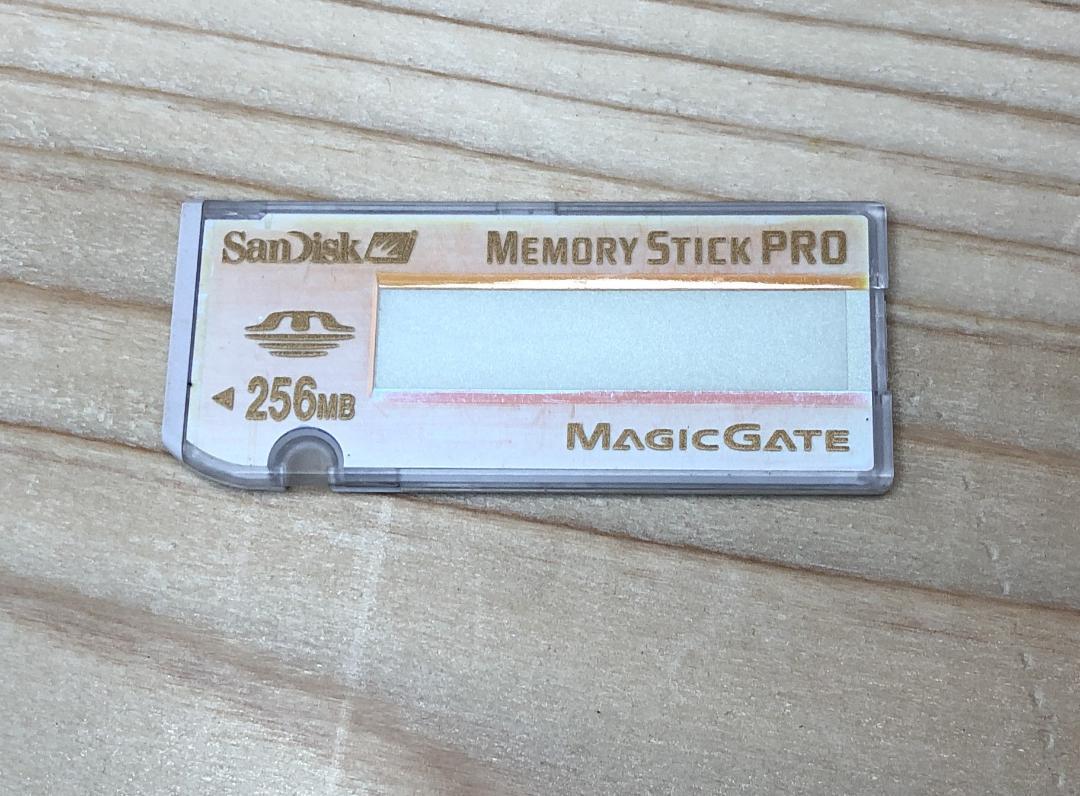 SanDisk
MEMORY STICK PRO
256MB
MAGICGATE